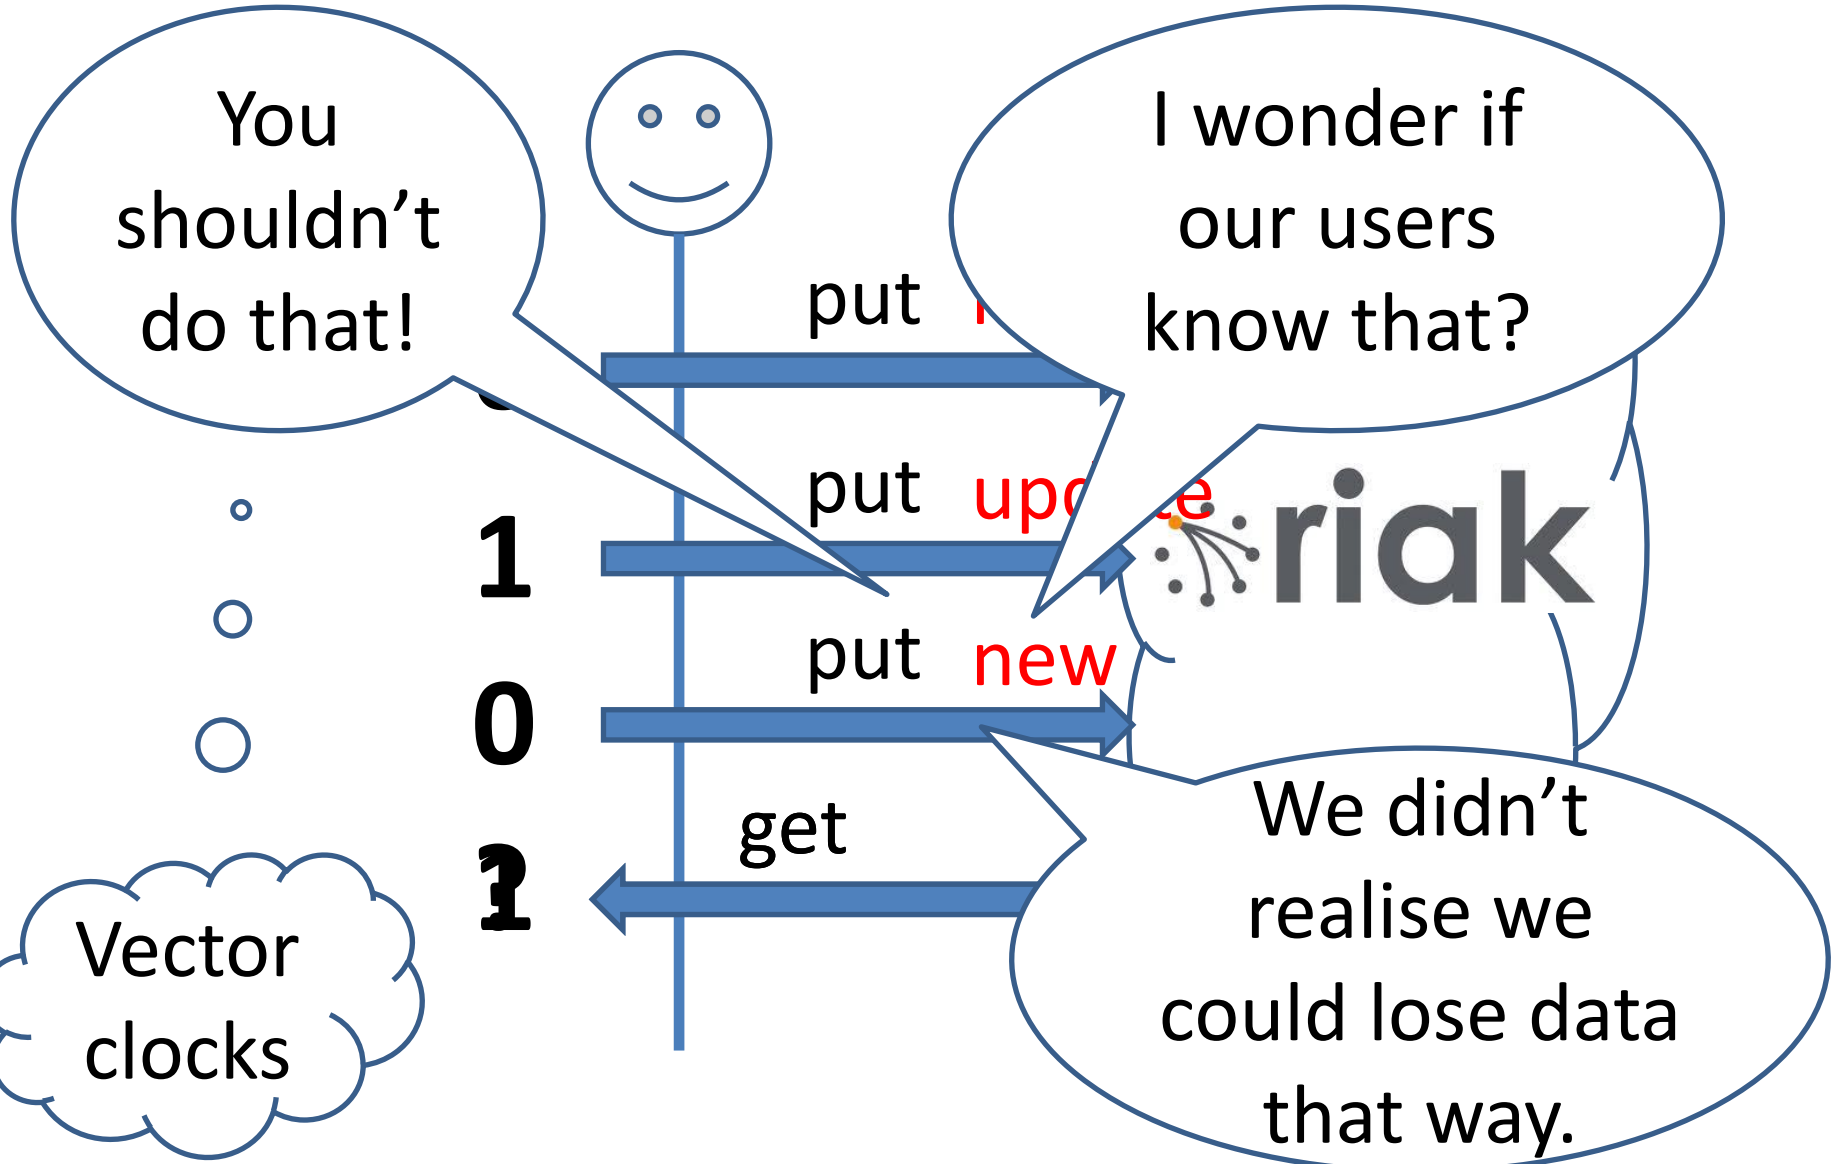 You
shouldn't
do that!
I wonder if
our users
know that?
put
put
riak
1
put new
0
get
We didn't
realise we
could lose data
that way.
Vector
clocks